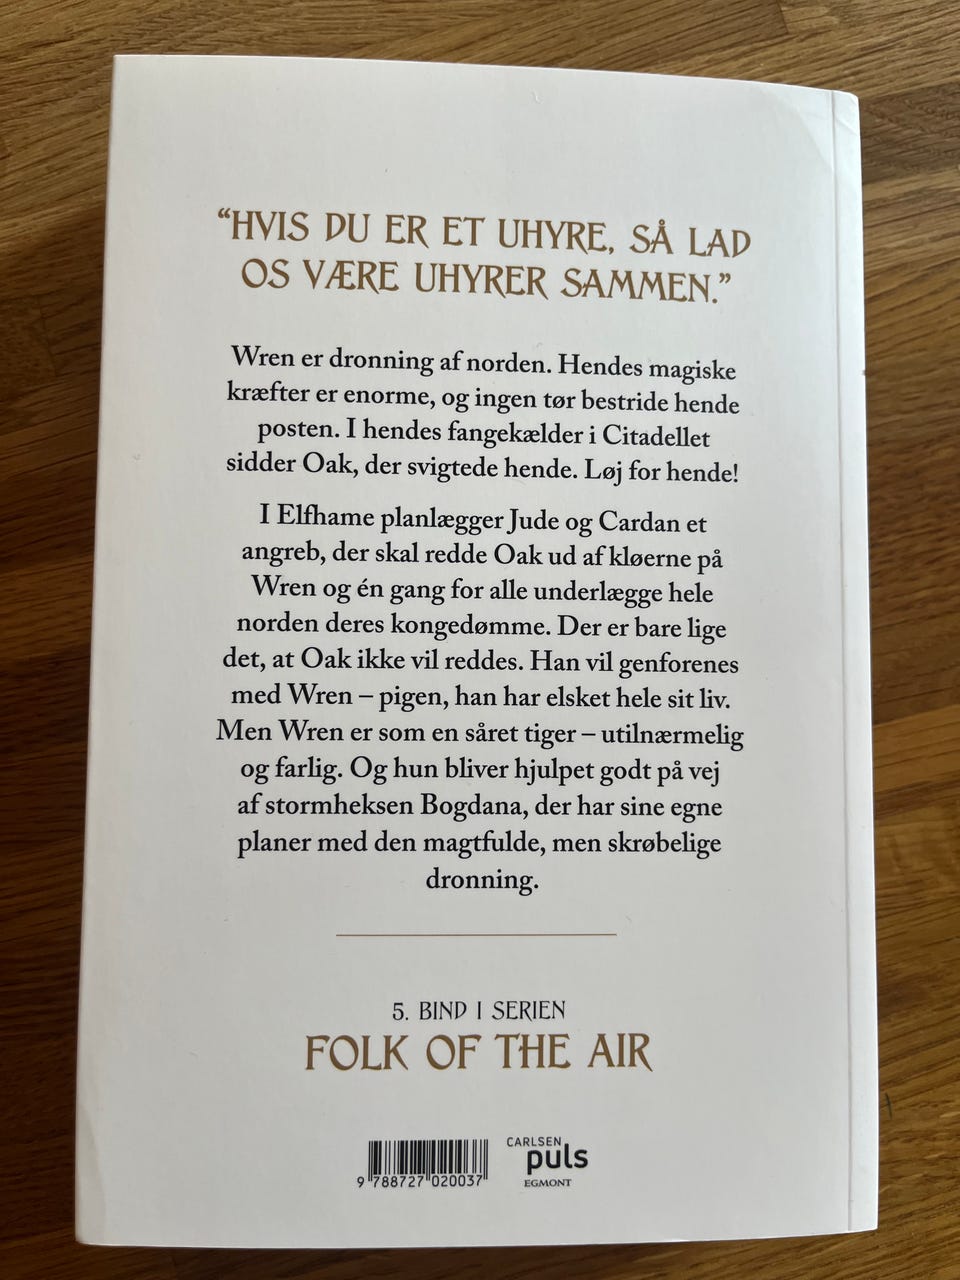 “HVIS DU ER ET UHYRE, SÅ LAD
OS VÆRE UHYRER SAMMEN.”
Wren er dronning af norden. Hendes magiske
kræfter er enorme, og ingen tør bestride hende
posten. I hendes fangekælder i Citadellet
sidder Oak, der svigtede hende. Løj for hende!
I Elfhame planlægger Jude og Cardan et
angreb, der skal redde Oak ud af kløerne på
Wren og én gang for alle underlægge hele
norden deres kongedømme. Der er bare lige
det, at Oak ikke vil reddes. Han vil genforenes
med Wren – pigen, han har elsket hele sit liv.
Men Wren er som en såret tiger – utilnærmelig
og farlig. Og hun bliver hjulpet godt på vej
af stormheksen Bogdana, der har sine egne
planer med den magtfulde, men skrøbelige
dronning.
5. BIND I SERIEN
FOLK OF THE AIR
9 788727 020037
CARLSEN
puls
EGMONT